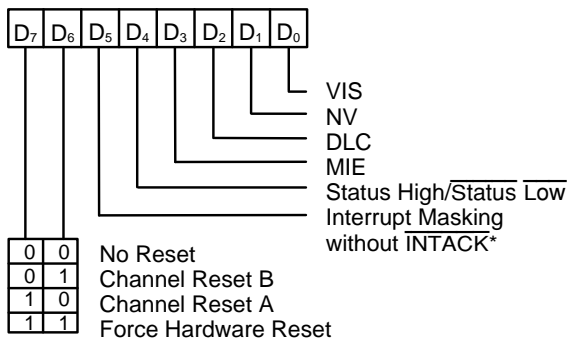 D₇ D₆ D₅ D₄ D₃ D₂ D₁ D₀
VIS
NV
DLC
MIE
Status High/Status Low
Interrupt Masking
without INTACK*
0 0 No Reset
0 1 Channel Reset B
1 0 Channel Reset A
1 1 Force Hardware Reset